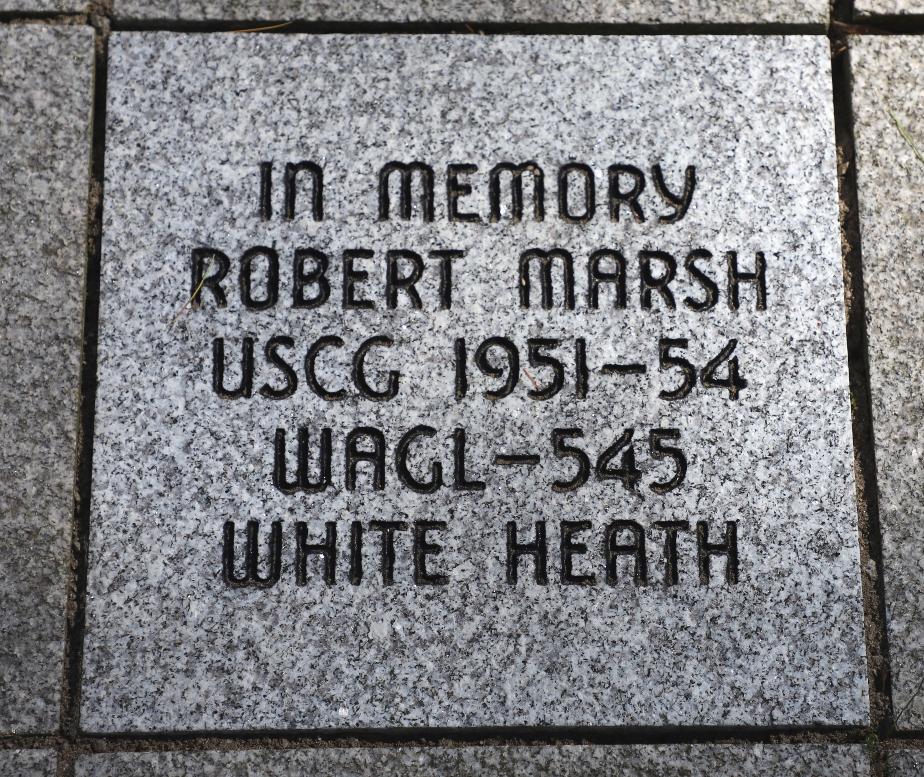 IN MEMORY
ROBERT MARSH
USCG 1951-54
WAGL-545
WHITE HEATH